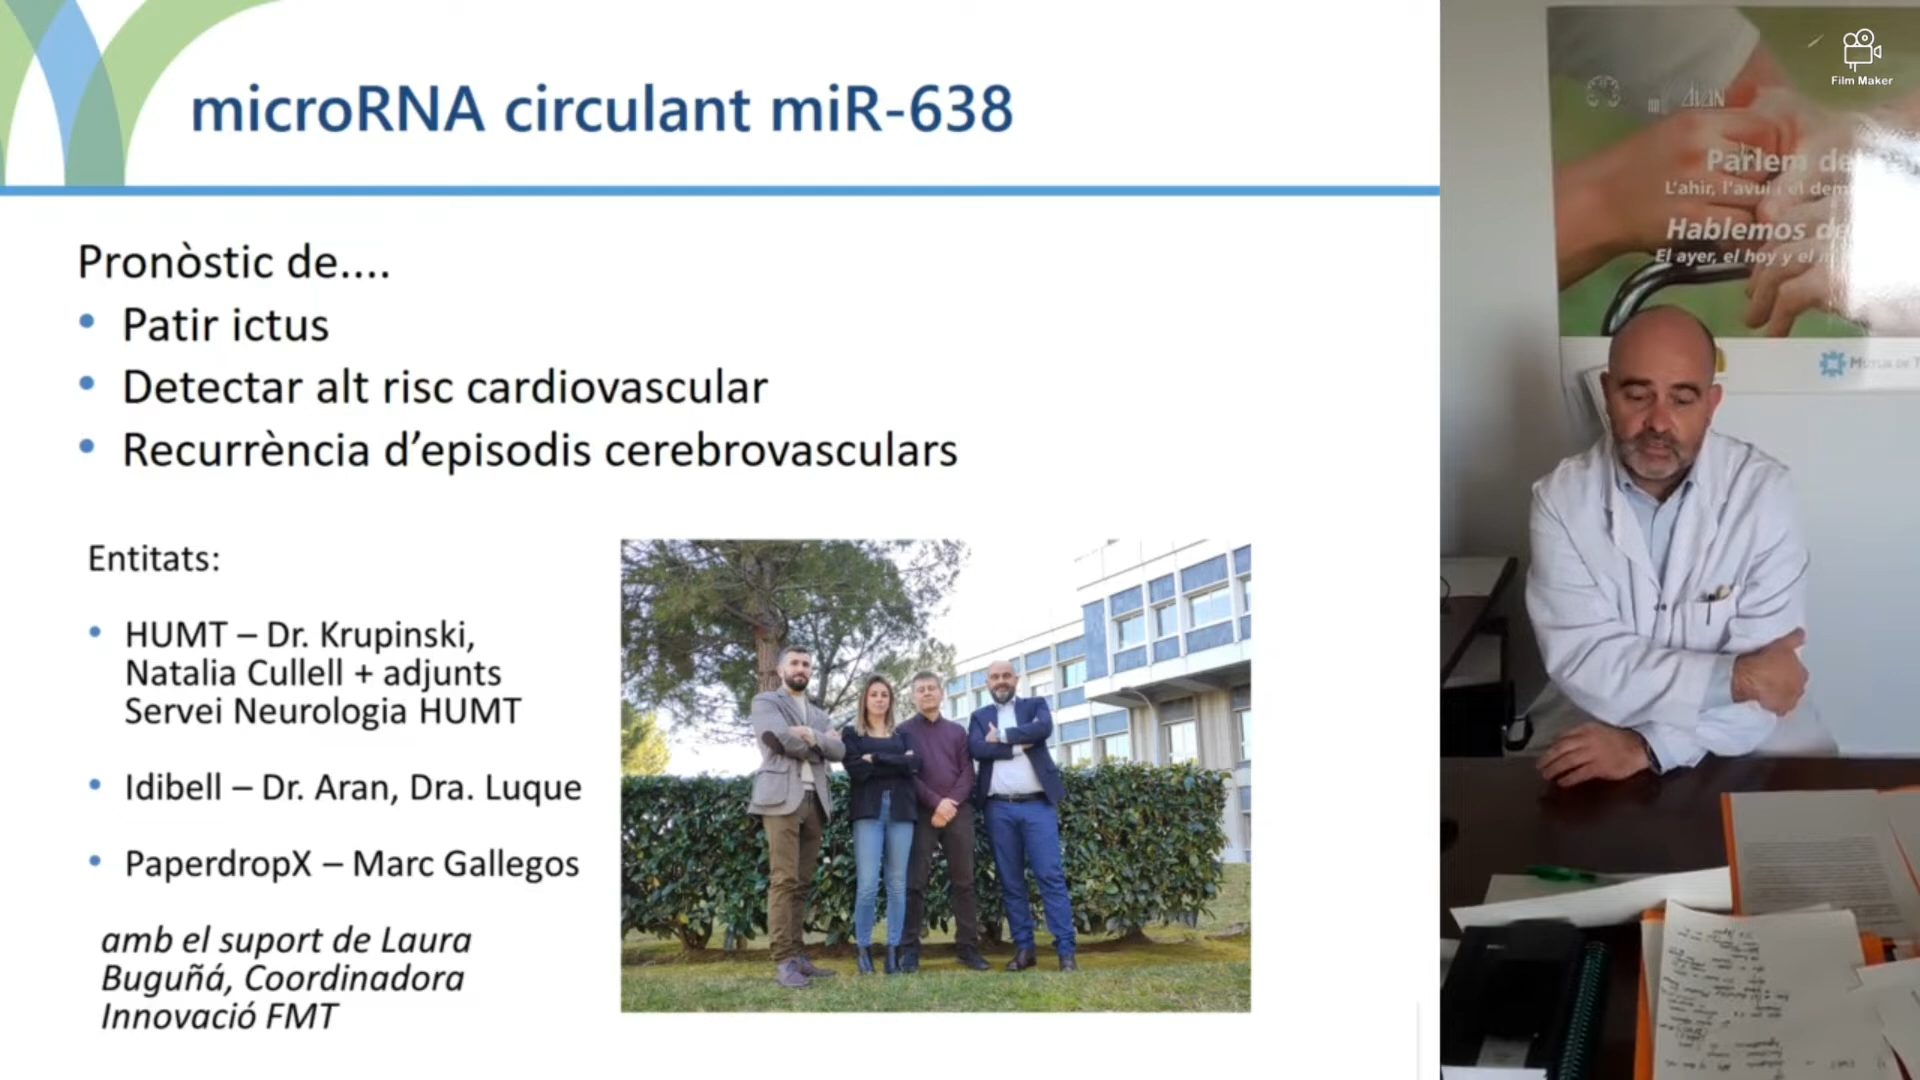 microRNA circulant miR-638
Pronòstic de....
• Patir ictus
• Detectar alt risc cardiovascular
• Recurrència d’episodis cerebrovasculars
Entitats:
• HUMT – Dr. Krupinski,
Natalia Cullell + adjunts
Servei Neurologia HUMT
• Idibell – Dr. Aran, Dra. Luque
• PaperdropX – Marc Gallegos
amb el suport de Laura
Buguñá, Coordinadora
Innovació FMT
Film Maker
Parlem de
L'ahir, l'avui i el
Hablemos
El ayer, el hoy y el